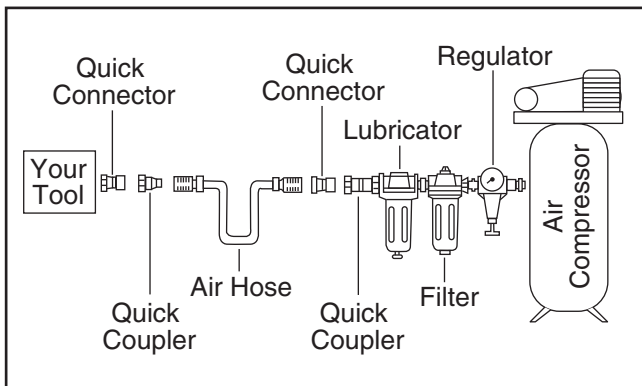 Quick
Connector
Quick
Connector
Regulator
Lubricator
Your
Tool
Air Hose
Quick
Coupler
Quick
Coupler
Filter
Air
Compressor